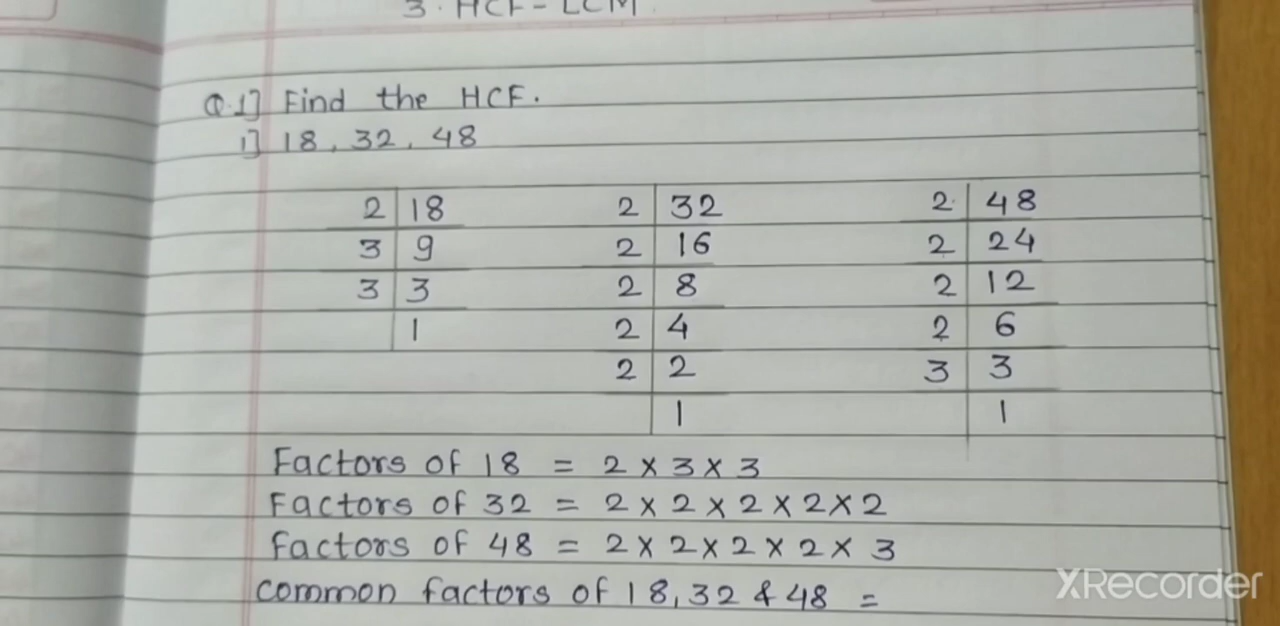 3. HCF-LCM
Q.1] Find the HCF.
1] 18, 32, 48
2 18 2 32 2 48
3 9 2 16 2 24
3 3 2 8 2 12
1 2 4 2 6
2 2 3 3
1 1
Factors of 18 = 2 × 3 × 3
Factors of 32 = 2 × 2 × 2 × 2 × 2
Factors of 48 = 2 × 2 × 2 × 2 × 3
Common factors of 18, 32 & 48 =
XRecorder